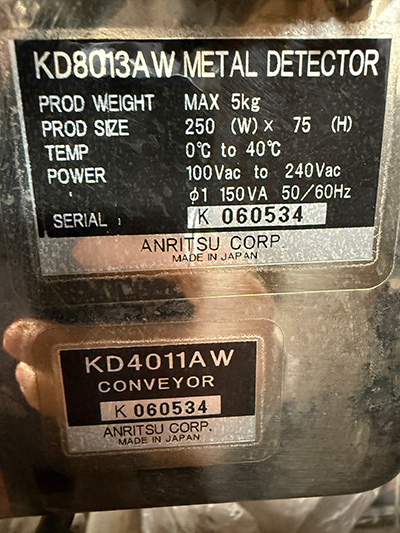 KD8013AW METAL DETECTOR
PROD WEIGHT MAX 5kg
PROD SIZE 250 (W) × 75 (H)
TEMP 0℃ to 40℃
POWER 100Vac to 240Vac
φ1 150VA 50/60Hz
SERIAL K 060534
ANRITSU CORP.
MADE IN JAPAN
KD4011AW
CONVEYOR
K 060534
ANRITSU CORP.
MADE IN JAPAN